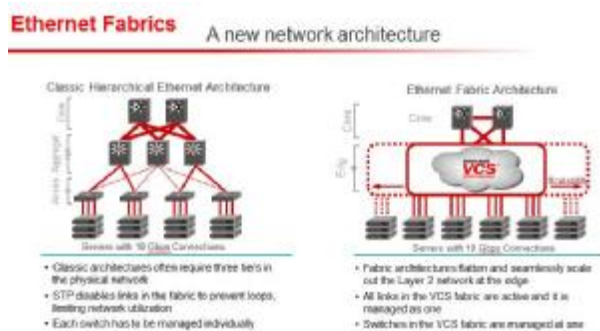 Ethernet Fabrics
A new network architecture
Classic Hierarchical Ethernet Architecture
Core
Access
Servers with 10 Gbps Connections
• Classic architectures often require three tiers in
the physical network
• STP disables links in the fabric to prevent loops,
limiting network utilization
• Each switch has to be managed individually
Ethernet Fabric Architecture
Core
Core
Edge
VCS
Scalability
Servers with 10 Gbps Connections
• Fabric architectures flatten and seamlessly scale
out the Layer 2 network at the edge
• All links in the VCS fabric are active and it is
managed as one
• Switches in the VCS fabric are managed at one